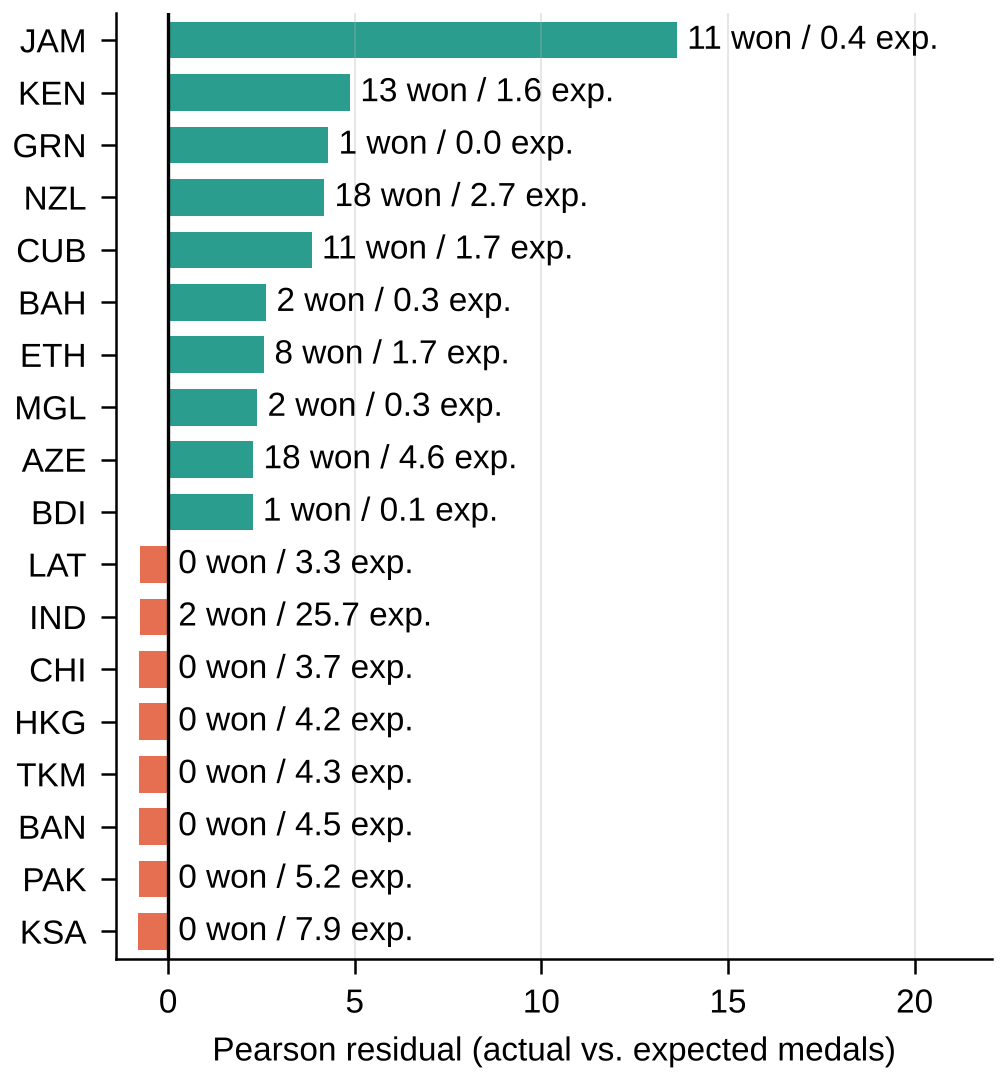 JAM 11 won / 0.4 exp.
KEN 13 won / 1.6 exp.
GRN 1 won / 0.0 exp.
NZL 18 won / 2.7 exp.
CUB 11 won / 1.7 exp.
BAH 2 won / 0.3 exp.
ETH 8 won / 1.7 exp.
MGL 2 won / 0.3 exp.
AZE 18 won / 4.6 exp.
BDI 1 won / 0.1 exp.
LAT 0 won / 3.3 exp.
IND 2 won / 25.7 exp.
CHI 0 won / 3.7 exp.
HKG 0 won / 4.2 exp.
TKM 0 won / 4.3 exp.
BAN 0 won / 4.5 exp.
PAK 0 won / 5.2 exp.
KSA 0 won / 7.9 exp.
0 5 10 15 20
Pearson residual (actual vs. expected medals)